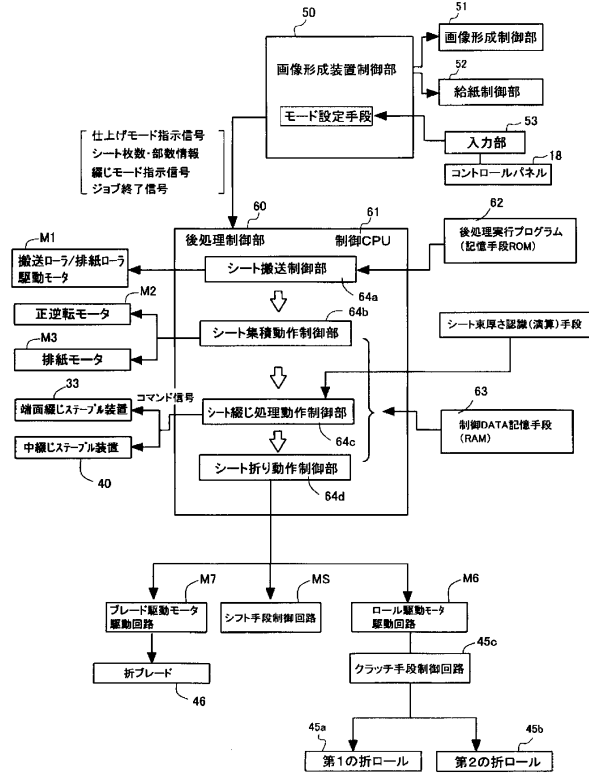 50
画像形成装置制御部
モード設定手段
51
画像形成制御部
52
給紙制御部
53
入力部
18
コントロールパネル
仕上げモード指示信号
シート枚数・部数情報
綴じモード指示信号
ジョブ終了信号
60
後処理制御部
61
制御CPU
62
後処理実行プログラム
(記憶手段ROM)
M1
搬送ローラ/排紙ローラ
駆動モータ
シート搬送制御部
64a
M2
正逆転モータ
64b
シート集積動作制御部
シート束厚さ認識(演算)手段
M3
排紙モータ
33
コマンド信号
端面綴じステープル装置
シート綴じ処理動作制御部
64c
63
制御DATA記憶手段
(RAM)
中綴じステープル装置
40
シート折り動作制御部
64d
M7
ブレード駆動モータ
駆動回路
MS
シフト手段制御回路
M6
ロール駆動モータ
駆動回路
折ブレード
46
45c
クラッチ手段制御回路
45a
第1の折ロール
45b
第2の折ロール